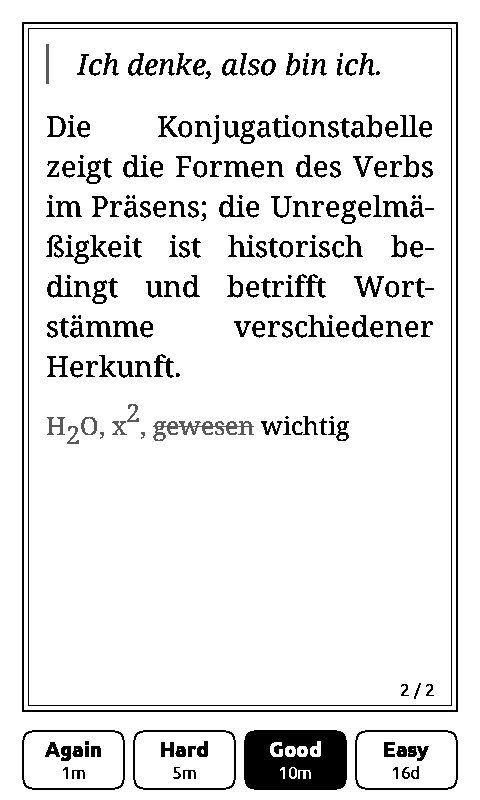 Ich denke, also bin ich.
Die Konjugationstabelle
zeigt die Formen des Verbs
im Präsens; die Unregelmä-
ßigkeit ist historisch be-
dingt und betrifft Wort-
stämme verschiedener
Herkunft.
H₂O, x², gewesen wichtig
2 / 2
Again Hard Good Easy
1m 5m 10m 16d